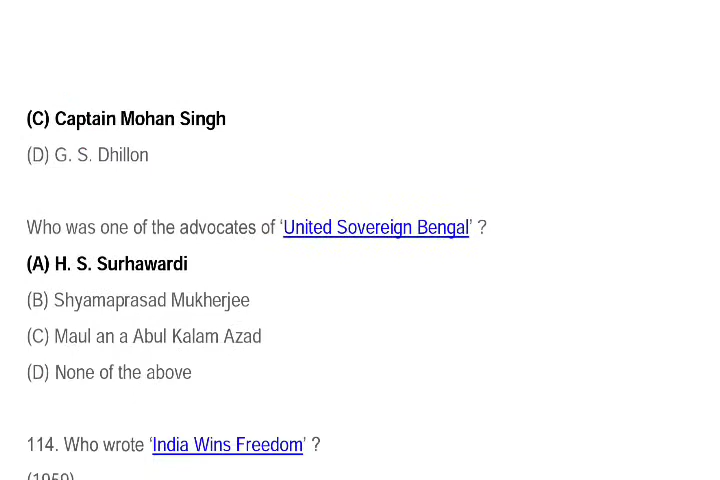 (C) Captain Mohan Singh
(D) G. S. Dhillon
Who was one of the advocates of ‘United Sovereign Bengal’ ?
(A) H. S. Surhawardi
(B) Shyamaprasad Mukherjee
(C) Maul an a Abul Kalam Azad
(D) None of the above
114. Who wrote ‘India Wins Freedom’ ?
(1959)